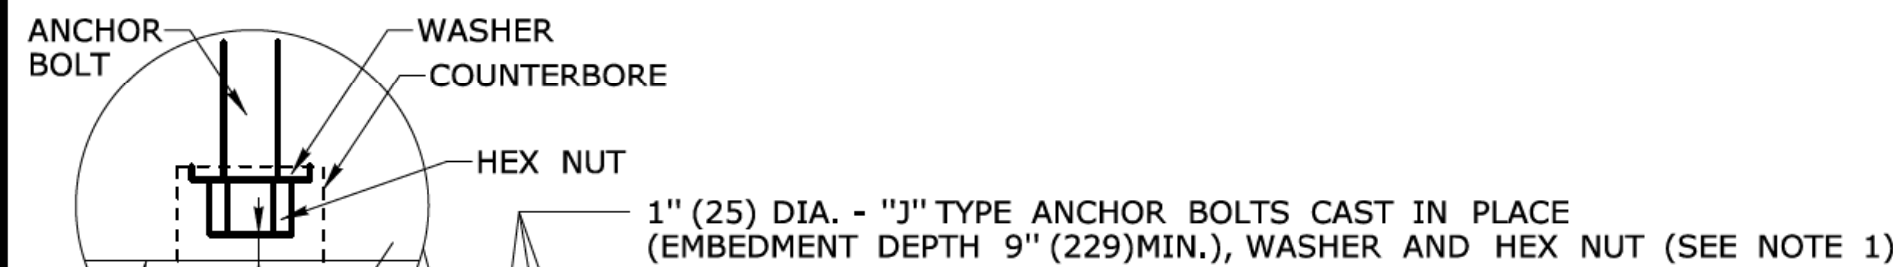 ANCHOR
BOLT
WASHER
COUNTERBORE
HEX NUT
1" (25) DIA. - "J" TYPE ANCHOR BOLTS CAST IN PLACE
(EMBEDMENT DEPTH 9" (229)MIN.), WASHER AND HEX NUT (SEE NOTE 1)